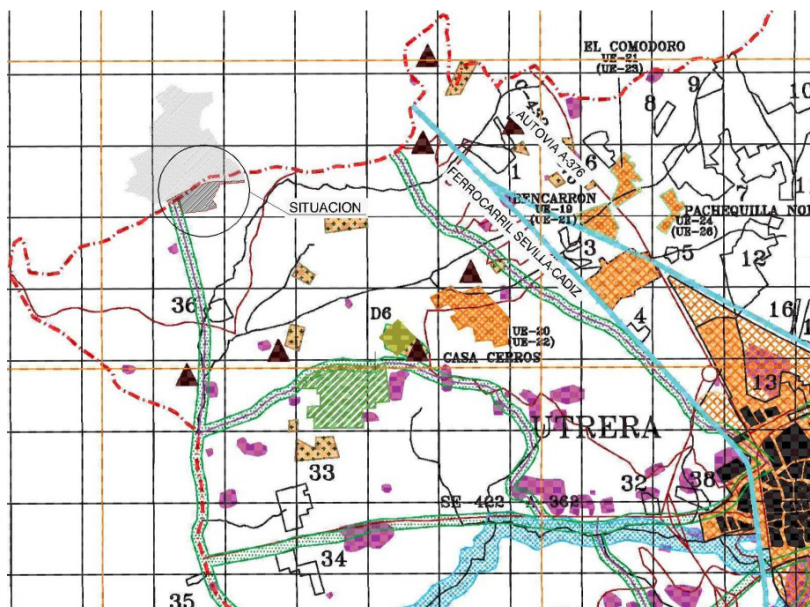 EL COMODORO
UE-21
(UE-23)
9
10
8
C-432
AUTOVIA A-376
6
1
FERROCARRIL SEVILLA-CADIZ
SITUACION
BENCARRON
UE-19
(UE-21)
PACHEQUILLA NO
UE-24
(UE-26)
3
5
12
36
D6
4
16
UE-20
(UE-22)
CASA CERROS
13
UTRERA
33
32
38
SE-422
A-362
34
35